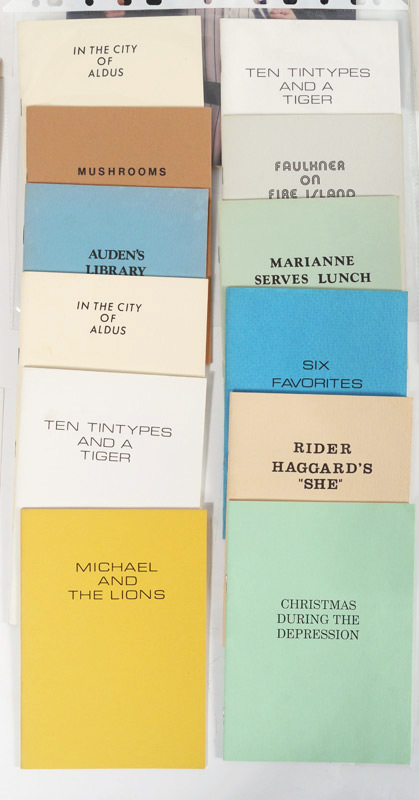 IN THE CITY
OF
ALDUS
MUSHROOMS
AUDEN'S
LIBRARY
IN THE CITY
OF
ALDUS
TEN TINTYPES
AND A
TIGER
MICHAEL
AND
THE LIONS
TEN TINTYPES
AND A
TIGER
FAULKNER
ON
FIRE ISLAND
MARIANNE
SERVES LUNCH
SIX
FAVORITES
RIDER
HAGGARD'S
"SHE"
CHRISTMAS
DURING THE
DEPRESSION